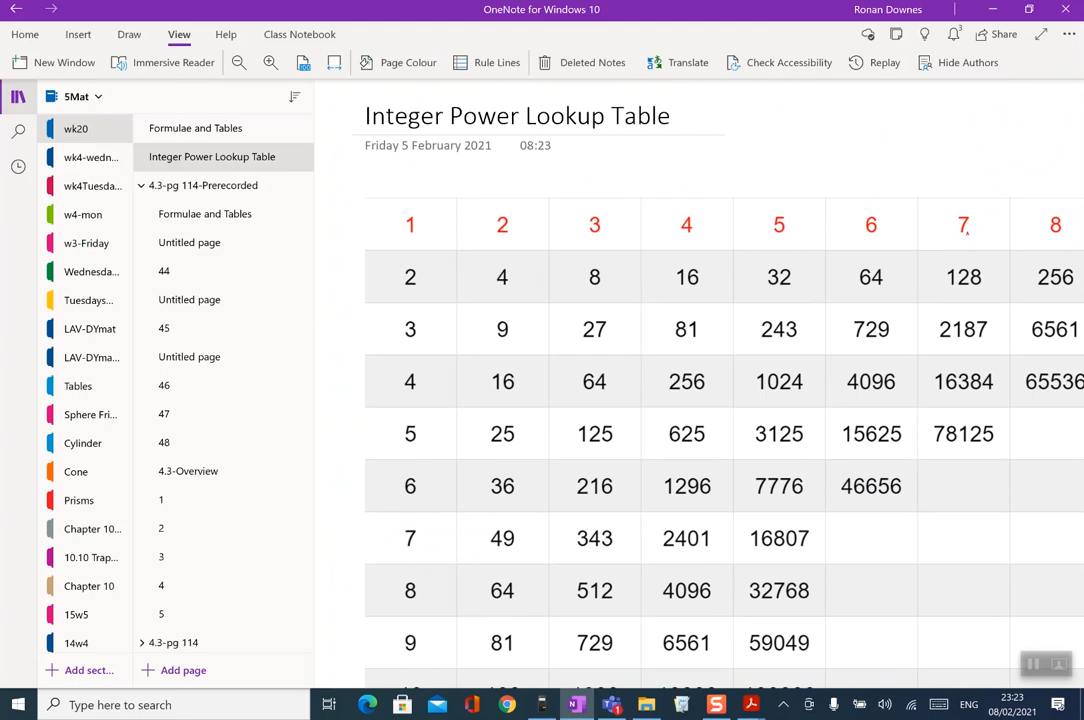 OneNote for Windows 10
Ronan Downes
Home Insert Draw View Help Class Notebook
3
Share
New Window Immersive Reader Page Colour Rule Lines Deleted Notes Translate Check Accessibility Replay Hide Authors
5Mat
wk20
wk4-wedn...
wk4Tuesda...
w4-mon
w3-Friday
Wednesda...
Tuesdays...
LAV-DYmat
LAV-DYma...
Tables
Sphere Fri...
Cylinder
Cone
Prisms
Chapter 10...
10.10 Trap...
Chapter 10
15w5
14w4
Add sect...
Formulae and Tables
Integer Power Lookup Table
4.3-pg 114-Prerecorded
Formulae and Tables
Untitled page
44
Untitled page
45
Untitled page
46
47
48
4.3-Overview
1
2
3
4
5
4.3-pg 114
Add page
Integer Power Lookup Table
Friday 5 February 2021 08:23
1 2 3 4 5 6 7 8
2 4 8 16 32 64 128 256
3 9 27 81 243 729 2187 6561
4 16 64 256 1024 4096 16384 65536
5 25 125 625 3125 15625 78125
6 36 216 1296 7776 46656
7 49 343 2401 16807
8 64 512 4096 32768
9 81 729 6561 59049
Type here to search
ENG
23:23
08/02/2021